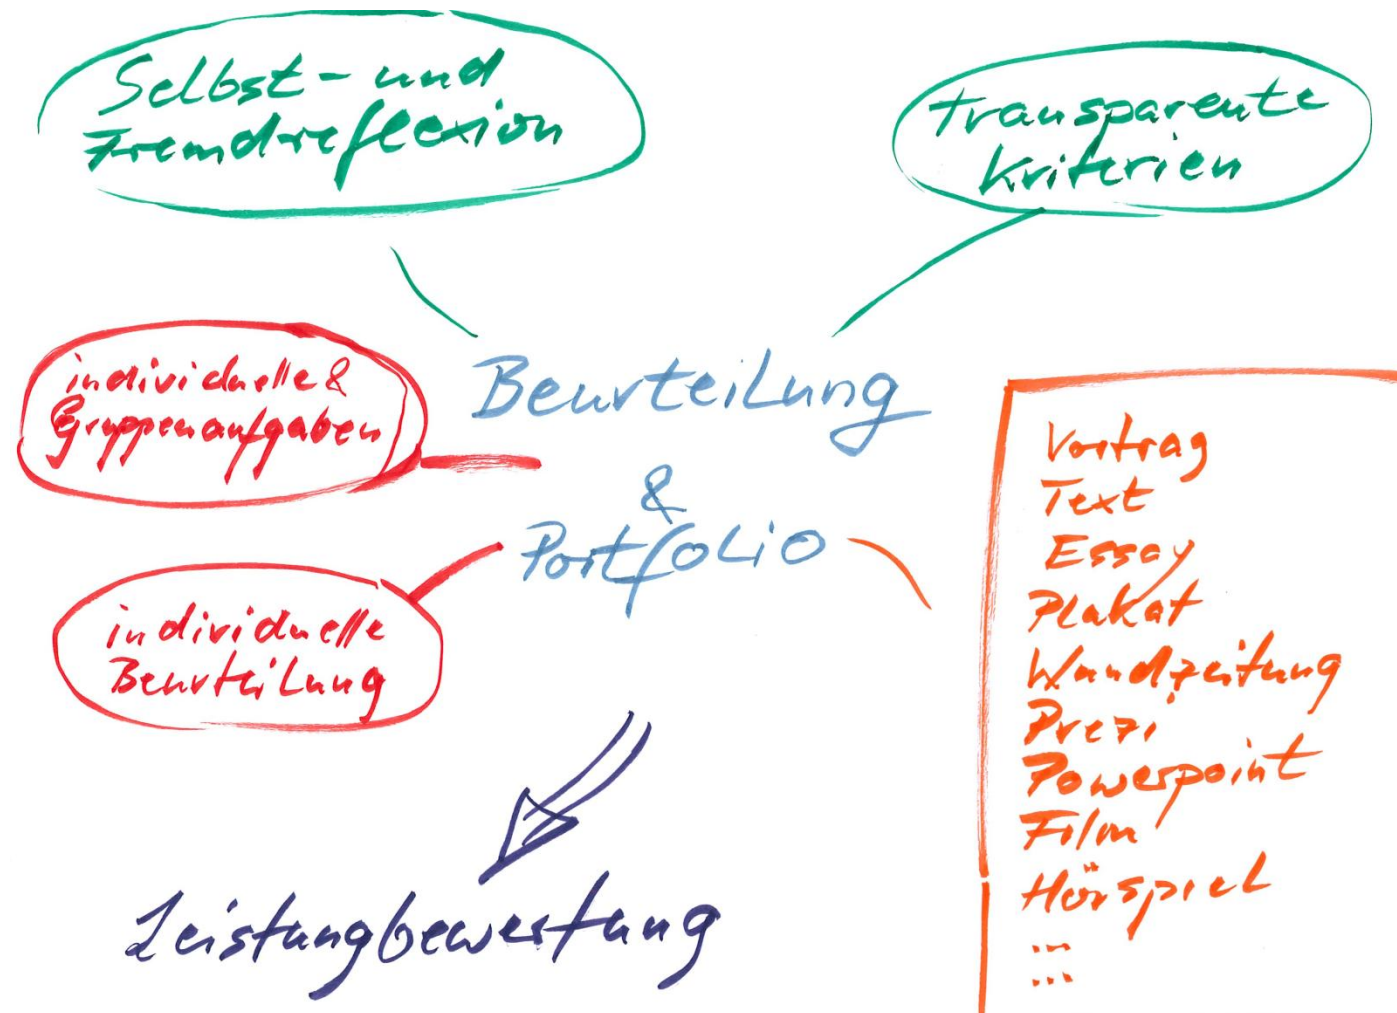 Selbst- und
Fremdreflexion
Transparente
Kriterien
individuelle &
Gruppenaufgaben
Beurteilung
&
Portfolio
individuelle
Beurteilung
Vortrag
Text
Essay
Plakat
Wandzeitung
Prezi
Powerpoint
Film
Hörspiel
...
...
Leistungbewertung